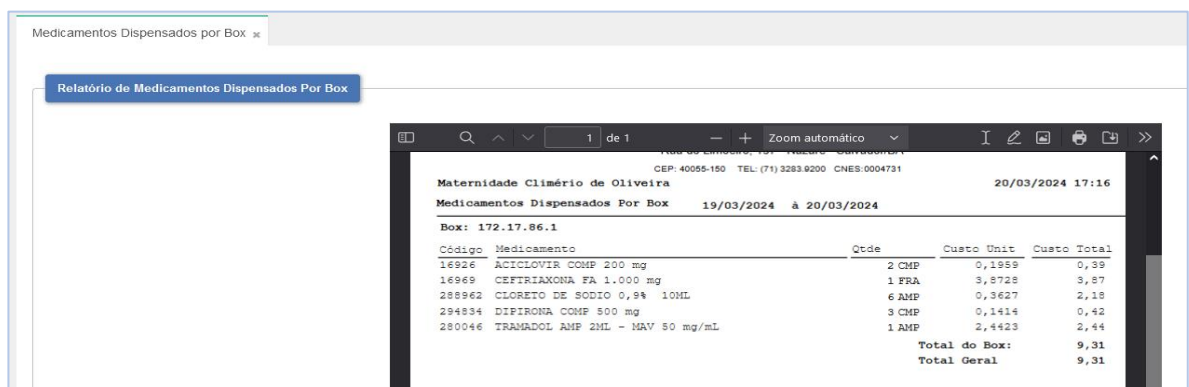 Medicamentos Dispensados por Box ×
Relatório de Medicamentos Dispensados Por Box
1 de 1 — + Zoom automático
CEP: 40055-150 TEL: (71) 3283.9200 CNES:0004731
Maternidade Climério de Oliveira 20/03/2024 17:16
Medicamentos Dispensados Por Box 19/03/2024 à 20/03/2024
Box: 172.17.86.1
Código Medicamento Qtde Custo Unit Custo Total
16926 ACICLOVIR COMP 200 mg 2 CMP 0,1959 0,39
16969 CEFTRIAXONA FA 1.000 mg 1 FRA 3,8728 3,87
288962 CLORETO DE SODIO 0,9% 10ML 6 AMP 0,3627 2,18
294834 DIPIRONA COMP 500 mg 3 CMP 0,1414 0,42
280046 TRAMADOL AMP 2ML - MAV 50 mg/mL 1 AMP 2,4423 2,44
Total do Box: 9,31
Total Geral 9,31